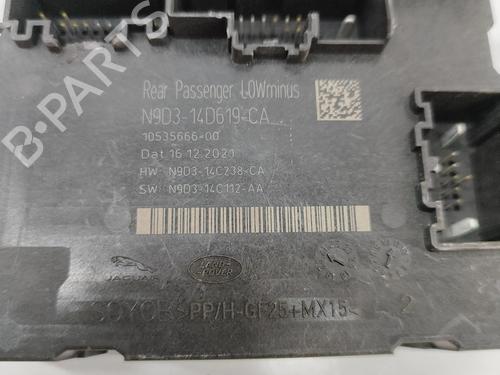 Rear Passenger LOWminus
N9D3-14D619-CA
10535666-00
Dat 16.12.2021
HW N9D3-14C238-CA
SW N9D3-14C112-AA
JAGUAR
LAND-ROVER
>PP/H-GF25+MX15<
2
B-PARTS